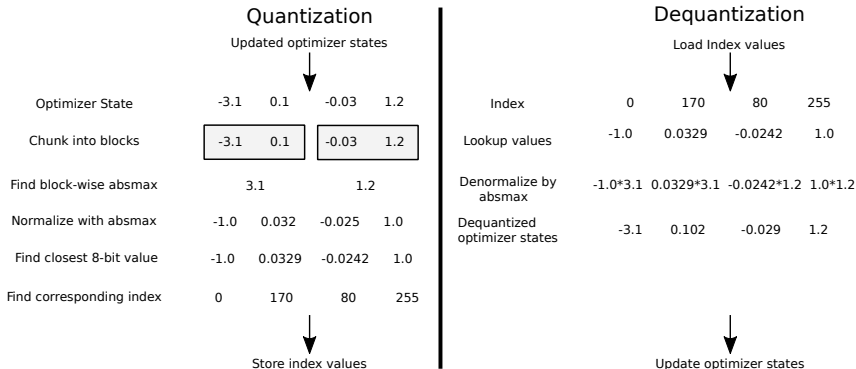 Quantization
Updated optimizer states
Optimizer State -3.1 0.1 -0.03 1.2
Chunk into blocks -3.1 0.1 -0.03 1.2
Find block-wise absmax 3.1 1.2
Normalize with absmax -1.0 0.032 -0.025 1.0
Find closest 8-bit value -1.0 0.0329 -0.0242 1.0
Find corresponding index 0 170 80 255
Store index values
Dequantization
Load Index values
Index 0 170 80 255
Lookup values -1.0 0.0329 -0.0242 1.0
Denormalize by -1.0*3.1 0.0329*3.1 -0.0242*1.2 1.0*1.2
absmax
Dequantized
optimizer states -3.1 0.102 -0.029 1.2
Update optimizer states